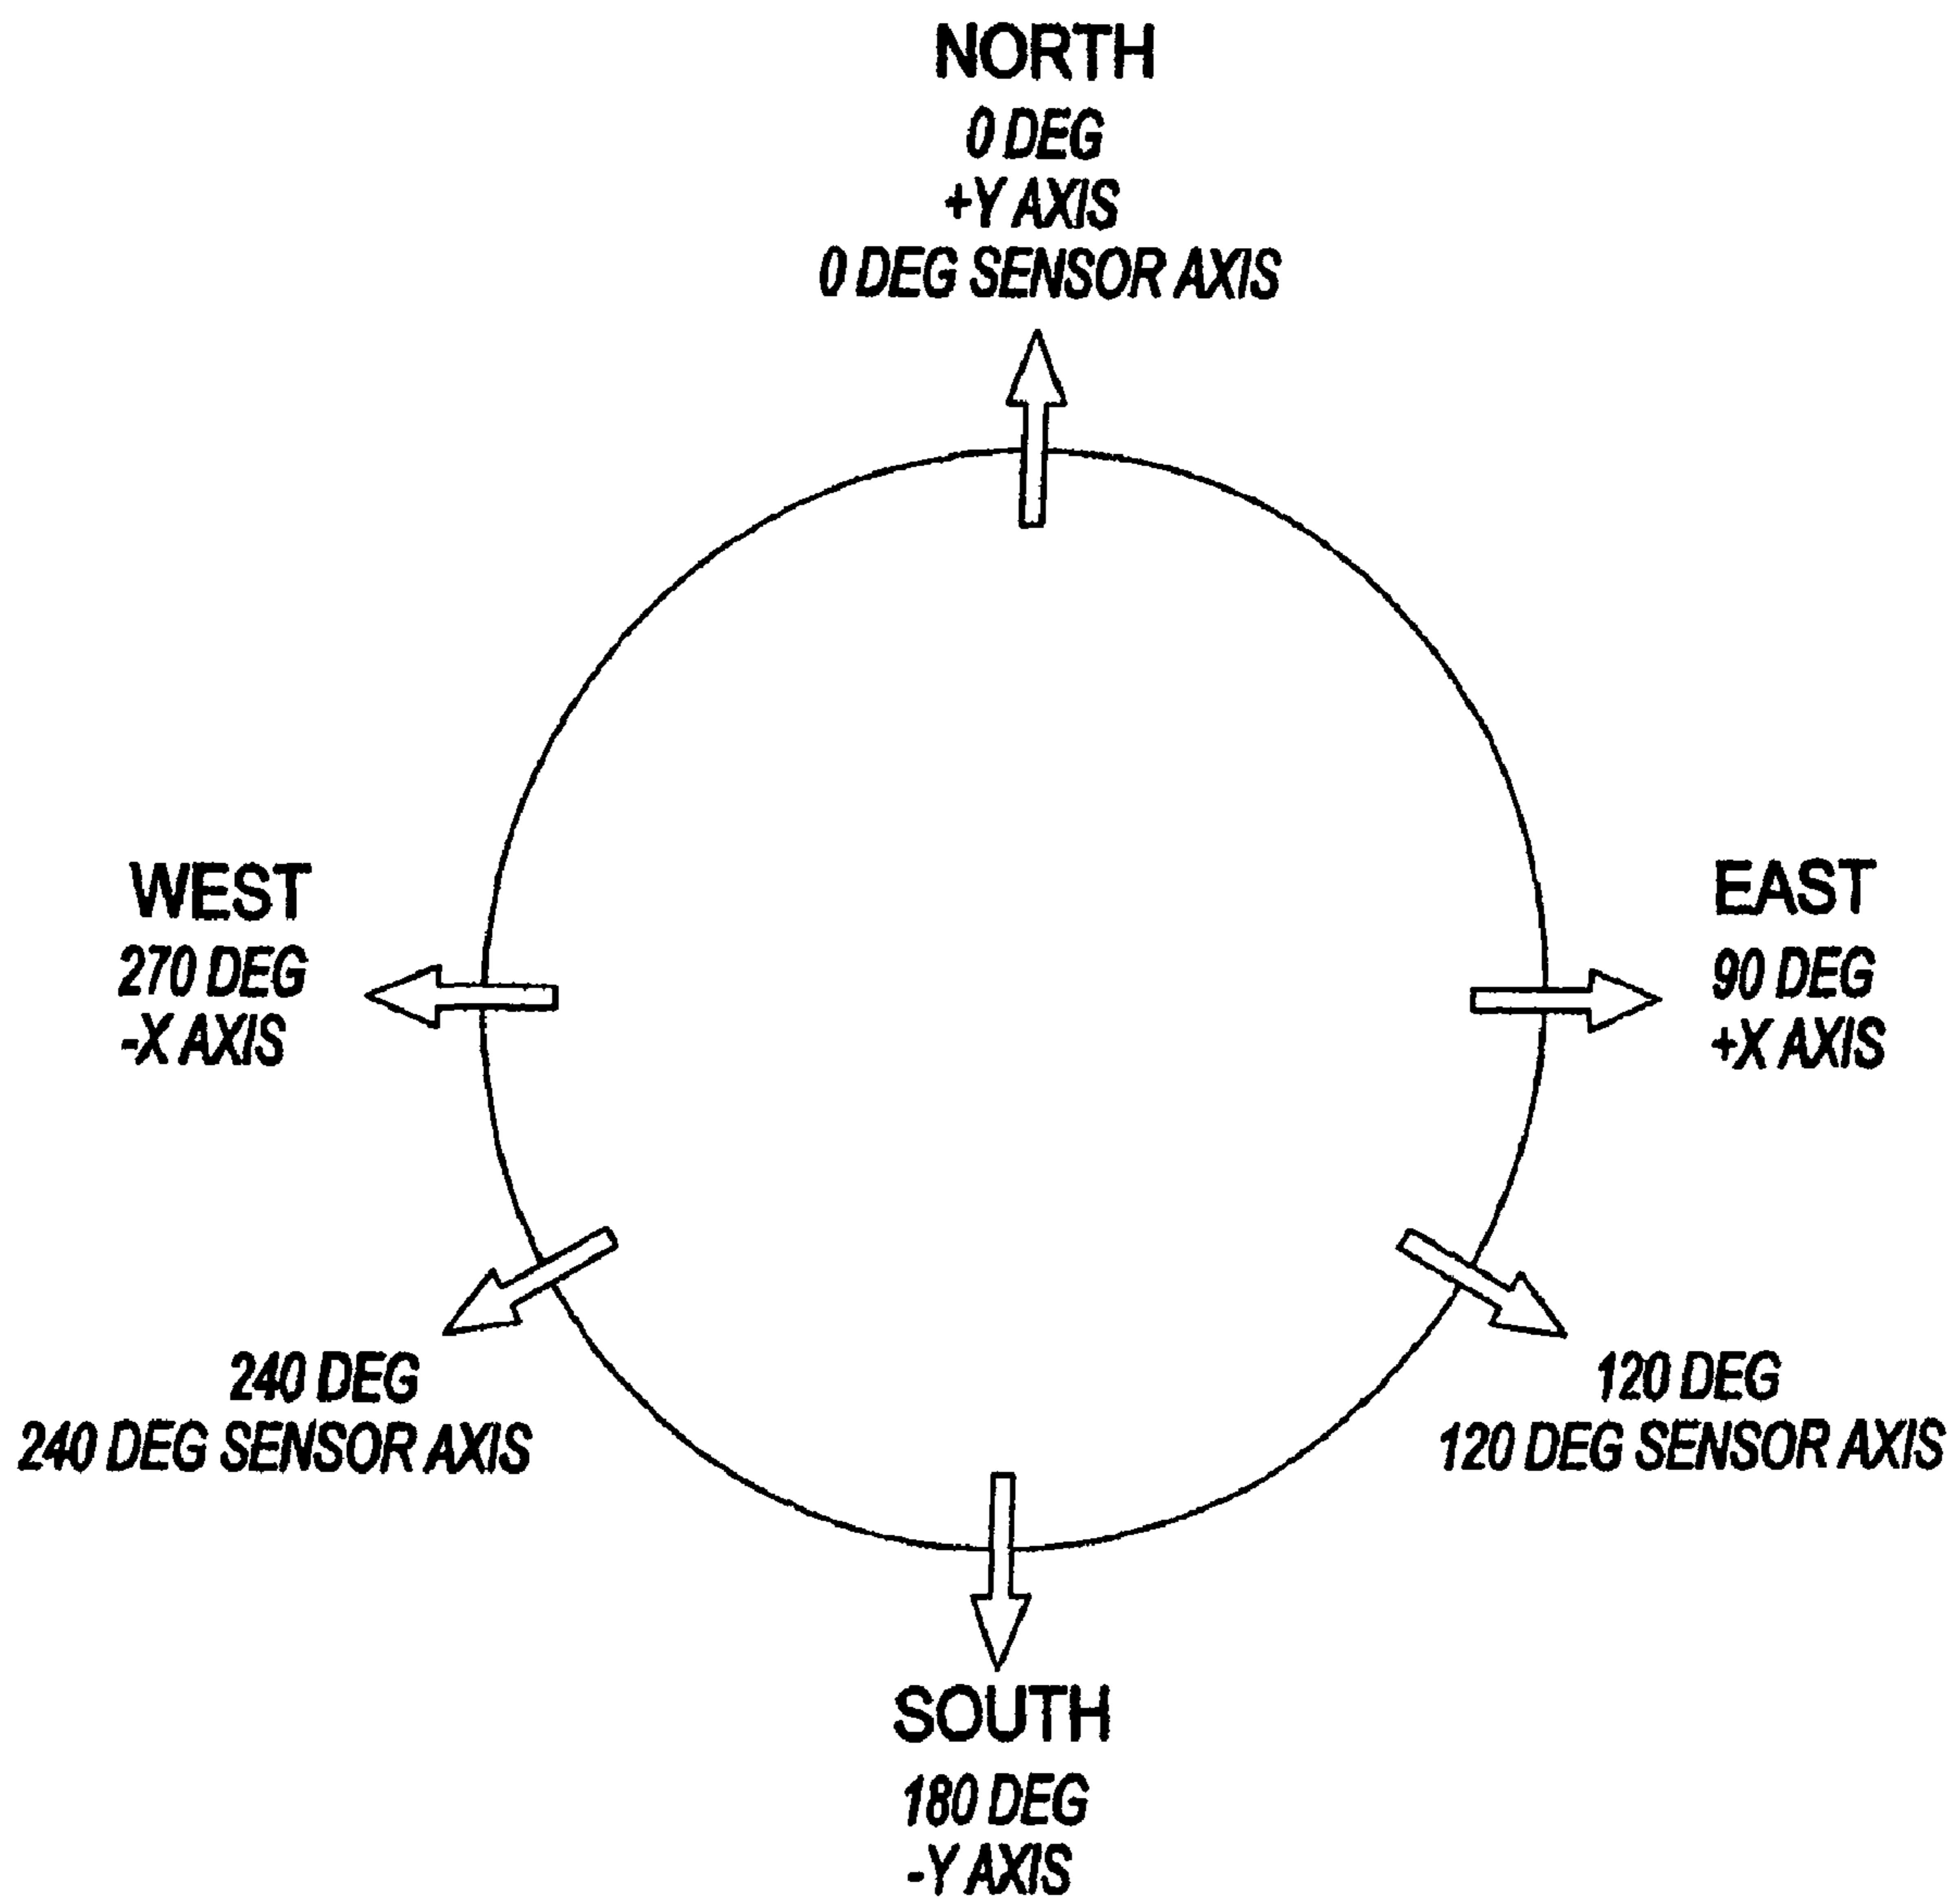 NORTH
0 DEG
+Y AXIS
0 DEG SENSOR AXIS
WEST
270 DEG
-X AXIS
EAST
90 DEG
+X AXIS
240 DEG
240 DEG SENSOR AXIS
120 DEG
120 DEG SENSOR AXIS
SOUTH
180 DEG
-Y AXIS